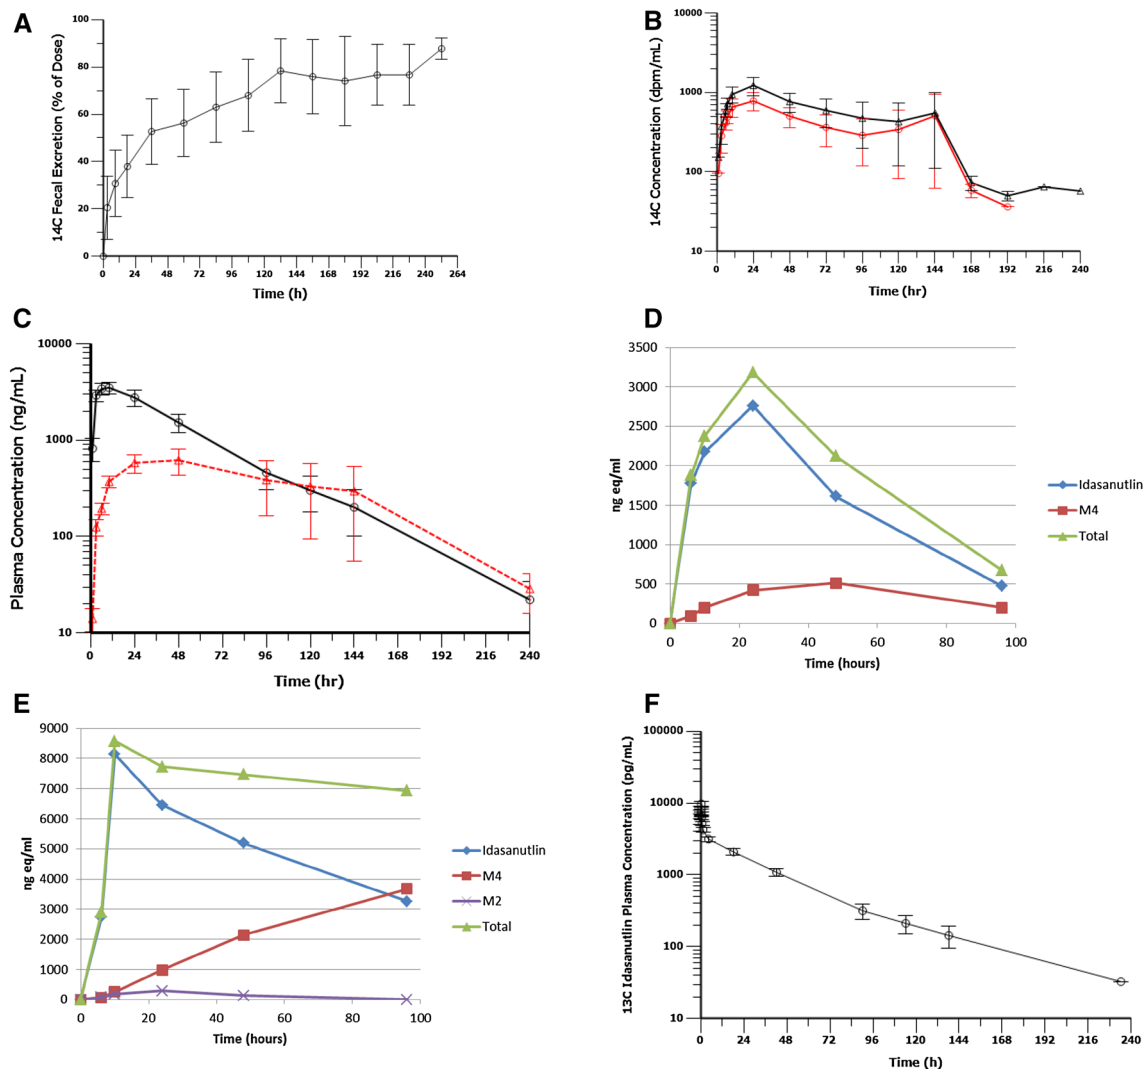 A
14C Fecal Excretion (% of Dose)
100
80
60
40
20
0
0 24 48 72 96 120 144 168 192 216 240 264
Time (h)
B
14C Concentration (dpm/mL)
10000
1000
100
10
0 24 48 72 96 120 144 168 192 216 240
Time (hr)
C
Plasma Concentration (ng/mL)
10000
1000
100
10
0 24 48 72 96 120 144 168 192 216 240
Time (hr)
D
ng eq/ml
3500
3000
2500
2000
1500
1000
500
0
0 20 40 60 80 100
Time (hours)
Idasanutlin
M4
Total
E
ng eq/ml
9000
8000
7000
6000
5000
4000
3000
2000
1000
0
0 20 40 60 80 100
Time (hours)
Idasanutlin
M4
M2
Total
F
13C Idasanutlin Plasma Concentration (pg/mL)
100000
10000
1000
100
10
0 24 48 72 96 120 144 168 192 216 240
Time (h)